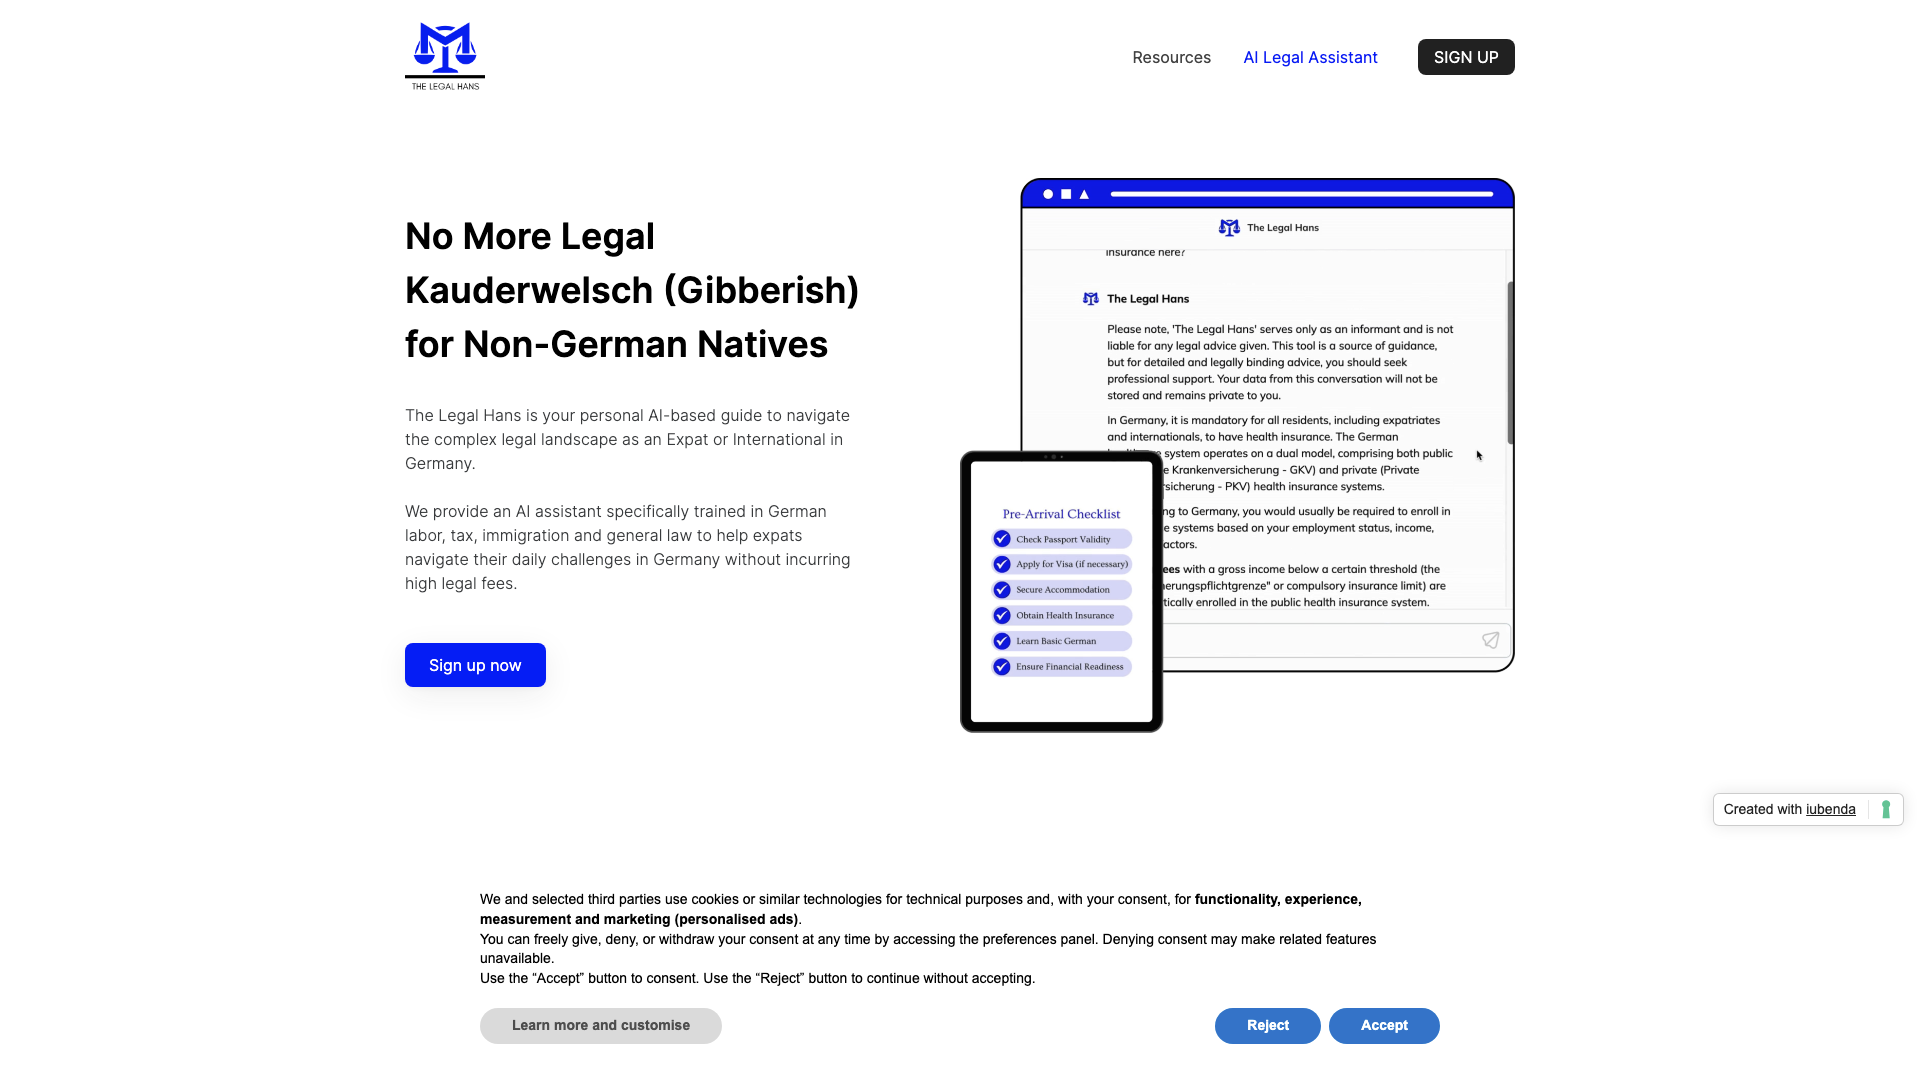 THE LEGAL HANS
Resources
AI Legal Assistant
SIGN UP
No More Legal
Kauderwelsch (Gibberish)
for Non-German Natives
The Legal Hans is your personal AI-based guide to navigate
the complex legal landscape as an Expat or International in
Germany.
We provide an AI assistant specifically trained in German
labor, tax, immigration and general law to help expats
navigate their daily challenges in Germany without incurring
high legal fees.
Sign up now
The Legal Hans
insurance here?
The Legal Hans
Please note, 'The Legal Hans' serves only as an informant and is not
liable for any legal advice given. This tool is a source of guidance,
but for detailed and legally binding advice, you should seek
professional support. Your data from this conversation will not be
stored and remains private to you.
In Germany, it is mandatory for all residents, including expatriates
and internationals, to have health insurance. The German
system operates on a dual model, comprising both public
Krankenversicherung - GKV) and private (Private
sicherung - PKV) health insurance systems.
ng to Germany, you would usually be required to enroll in
systems based on your employment status, income,
actors.
ees with a gross income below a certain threshold (the
erungspflichtgrenze" or compulsory insurance limit) are
tically enrolled in the public health insurance system.
Pre-Arrival Checklist
Check Passport Validity
Apply for Visa (if necessary)
Secure Accommodation
Obtain Health Insurance
Learn Basic German
Ensure Financial Readiness
Created with iubenda
We and selected third parties use cookies or similar technologies for technical purposes and, with your consent, for functionality, experience,
measurement and marketing (personalised ads).
You can freely give, deny, or withdraw your consent at any time by accessing the preferences panel. Denying consent may make related features
unavailable.
Use the “Accept” button to consent. Use the “Reject” button to continue without accepting.
Learn more and customise
Reject
Accept